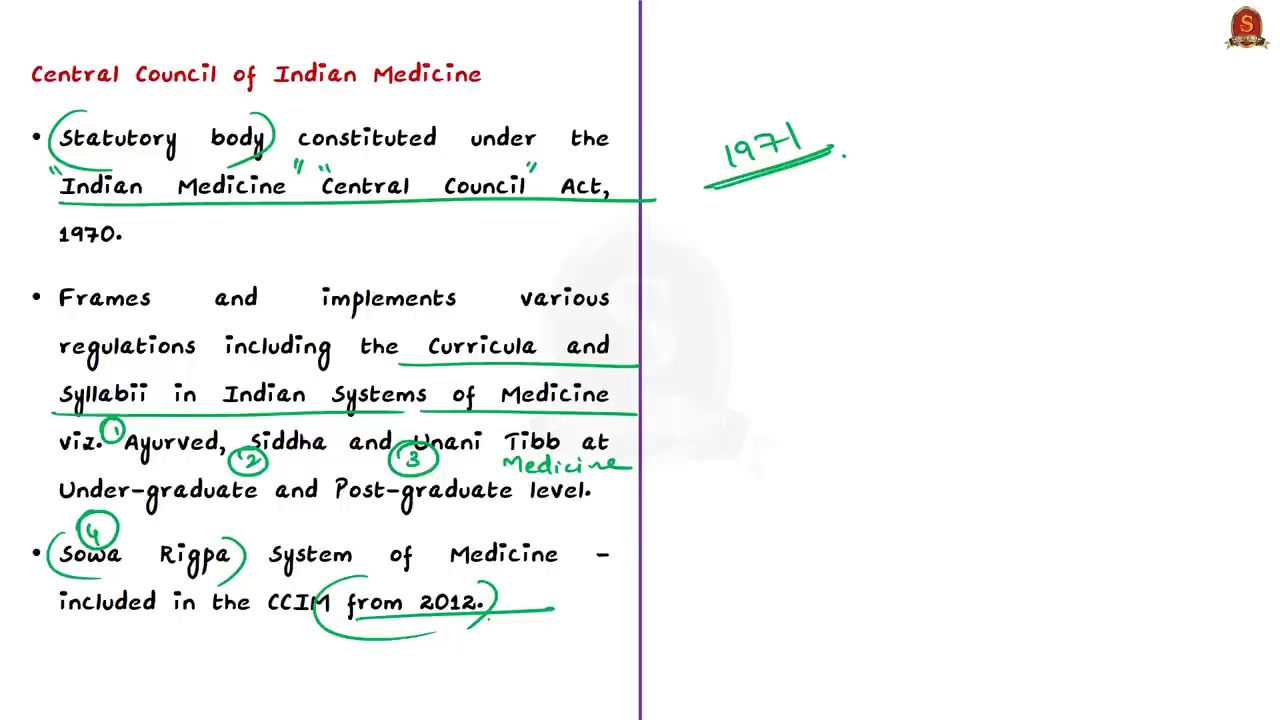 Central Council of Indian Medicine
• Statutory body constituted under the
" Indian Medicine " " Central Council " Act,
1970.
1971
• Frames and implements various
regulations including the Curricula and
Syllabii in Indian Systems of Medicine
viz. ① Ayurved, Siddha and Unani Tibb at
② ③ Medicine
Under-graduate and Post-graduate level.
④
• Sowa Rigpa System of Medicine -
included in the CCIM from 2012.
S